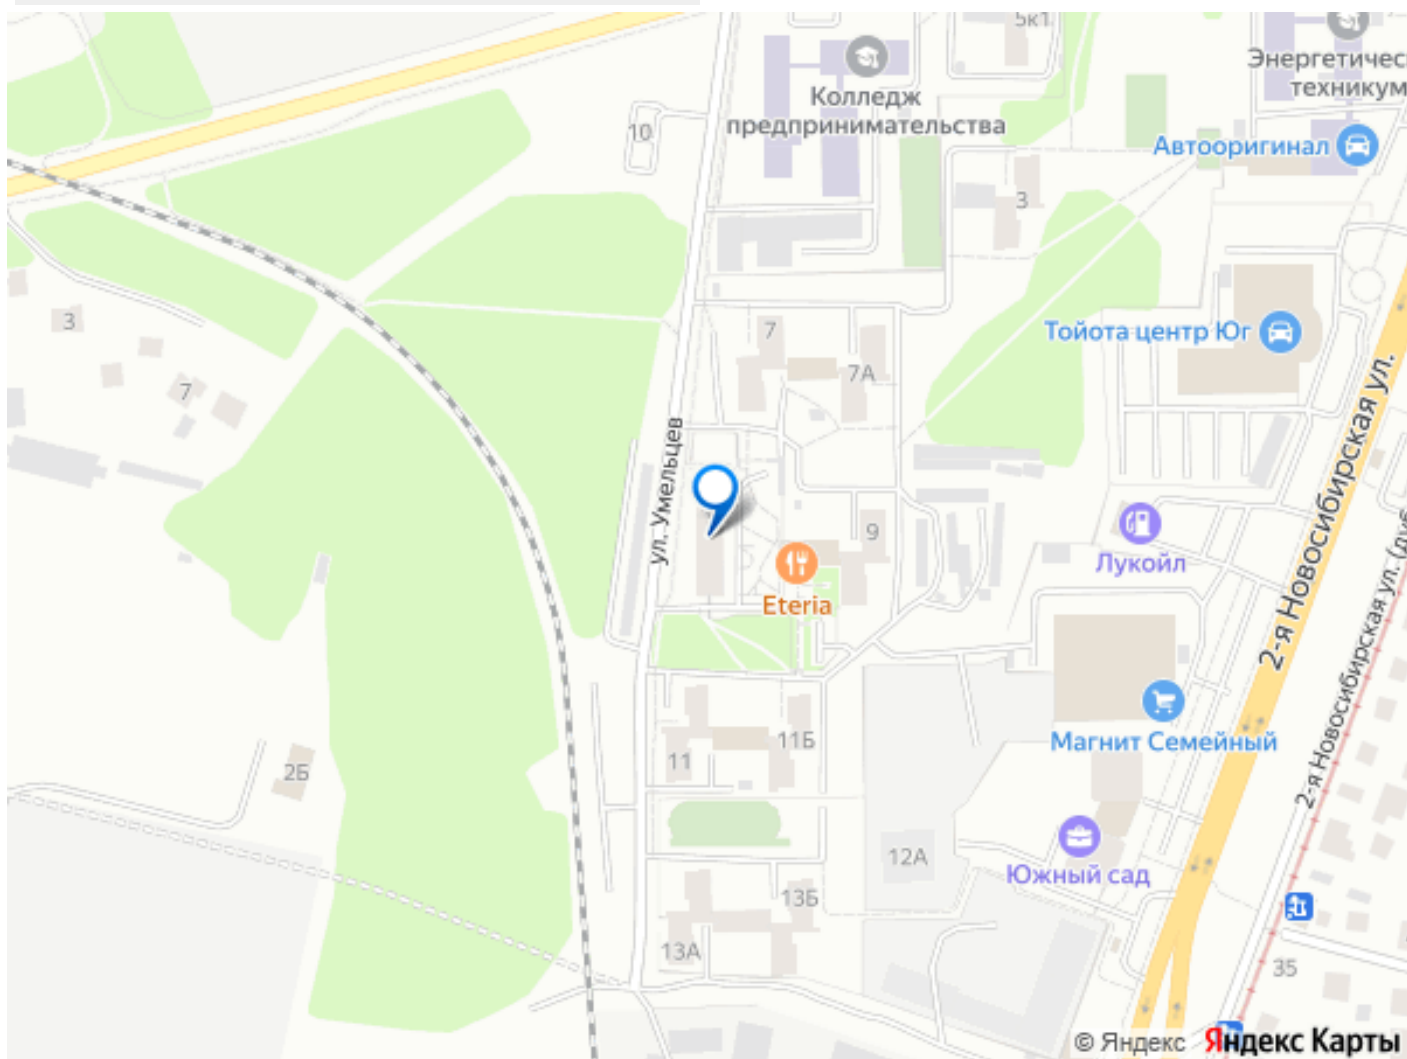 5к1
Энергетичес
техникум
Колледж
предпринимательства
10
Автооригинал
3
3
7
7А
Тойота центр Юг
7
ул. Умельцев
2-я Новосибирская ул.
9
Лукойл
Eteria
2-я Новосибирская ул. (дуб
11
11Б
Магнит Семейный
2Б
12А
Южный сад
13Б
13А
35
© Яндекс Яндекс Карты